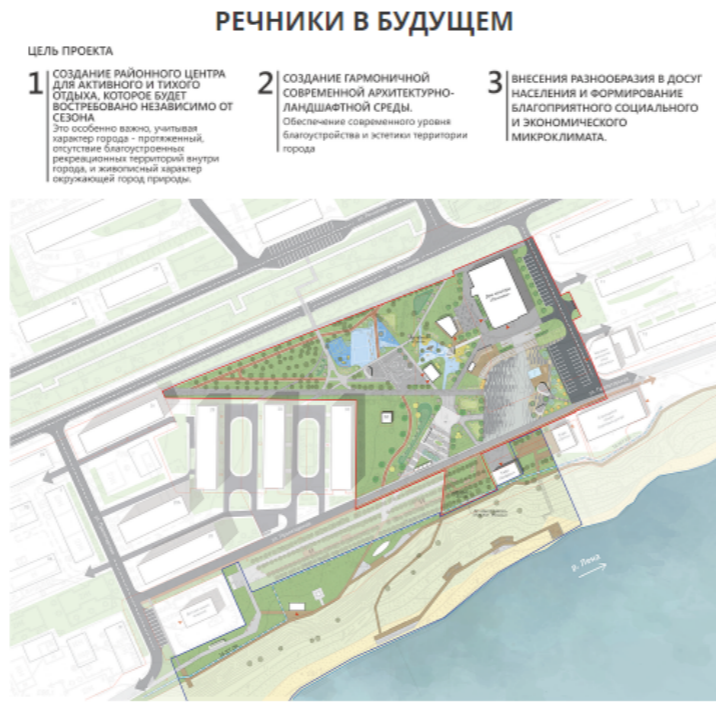 РЕЧНИКИ В БУДУЩЕМ
ЦЕЛЬ ПРОЕКТА
1
СОЗДАНИЕ РАЙОННОГО ЦЕНТРА
ДЛЯ АКТИВНОГО И ТИХОГО
ОТДЫХА, КОТОРОЕ БУДЕТ
ВОСТРЕБОВАНО НЕЗАВИСИМО ОТ
СЕЗОНА
Это особенно важно, учитывая
характер города - протяженный,
отсутствие благоустроенных
рекреационных территорий внутри
города, и живописный характер
окружающей город природы.
2
СОЗДАНИЕ ГАРМОНИЧНОЙ
СОВРЕМЕННОЙ АРХИТЕКТУРНО-
ЛАНДШАФТНОЙ СРЕДЫ.
Обеспечение современного уровня
благоустройства и эстетики территории
города
3
ВНЕСЕНИЯ РАЗНООБРАЗИЯ В ДОСУГ
НАСЕЛЕНИЯ И ФОРМИРОВАНИЕ
БЛАГОПРИЯТНОГО СОЦИАЛЬНОГО
И ЭКОНОМИЧЕСКОГО
МИКРОКЛИМАТА.
р. Лена